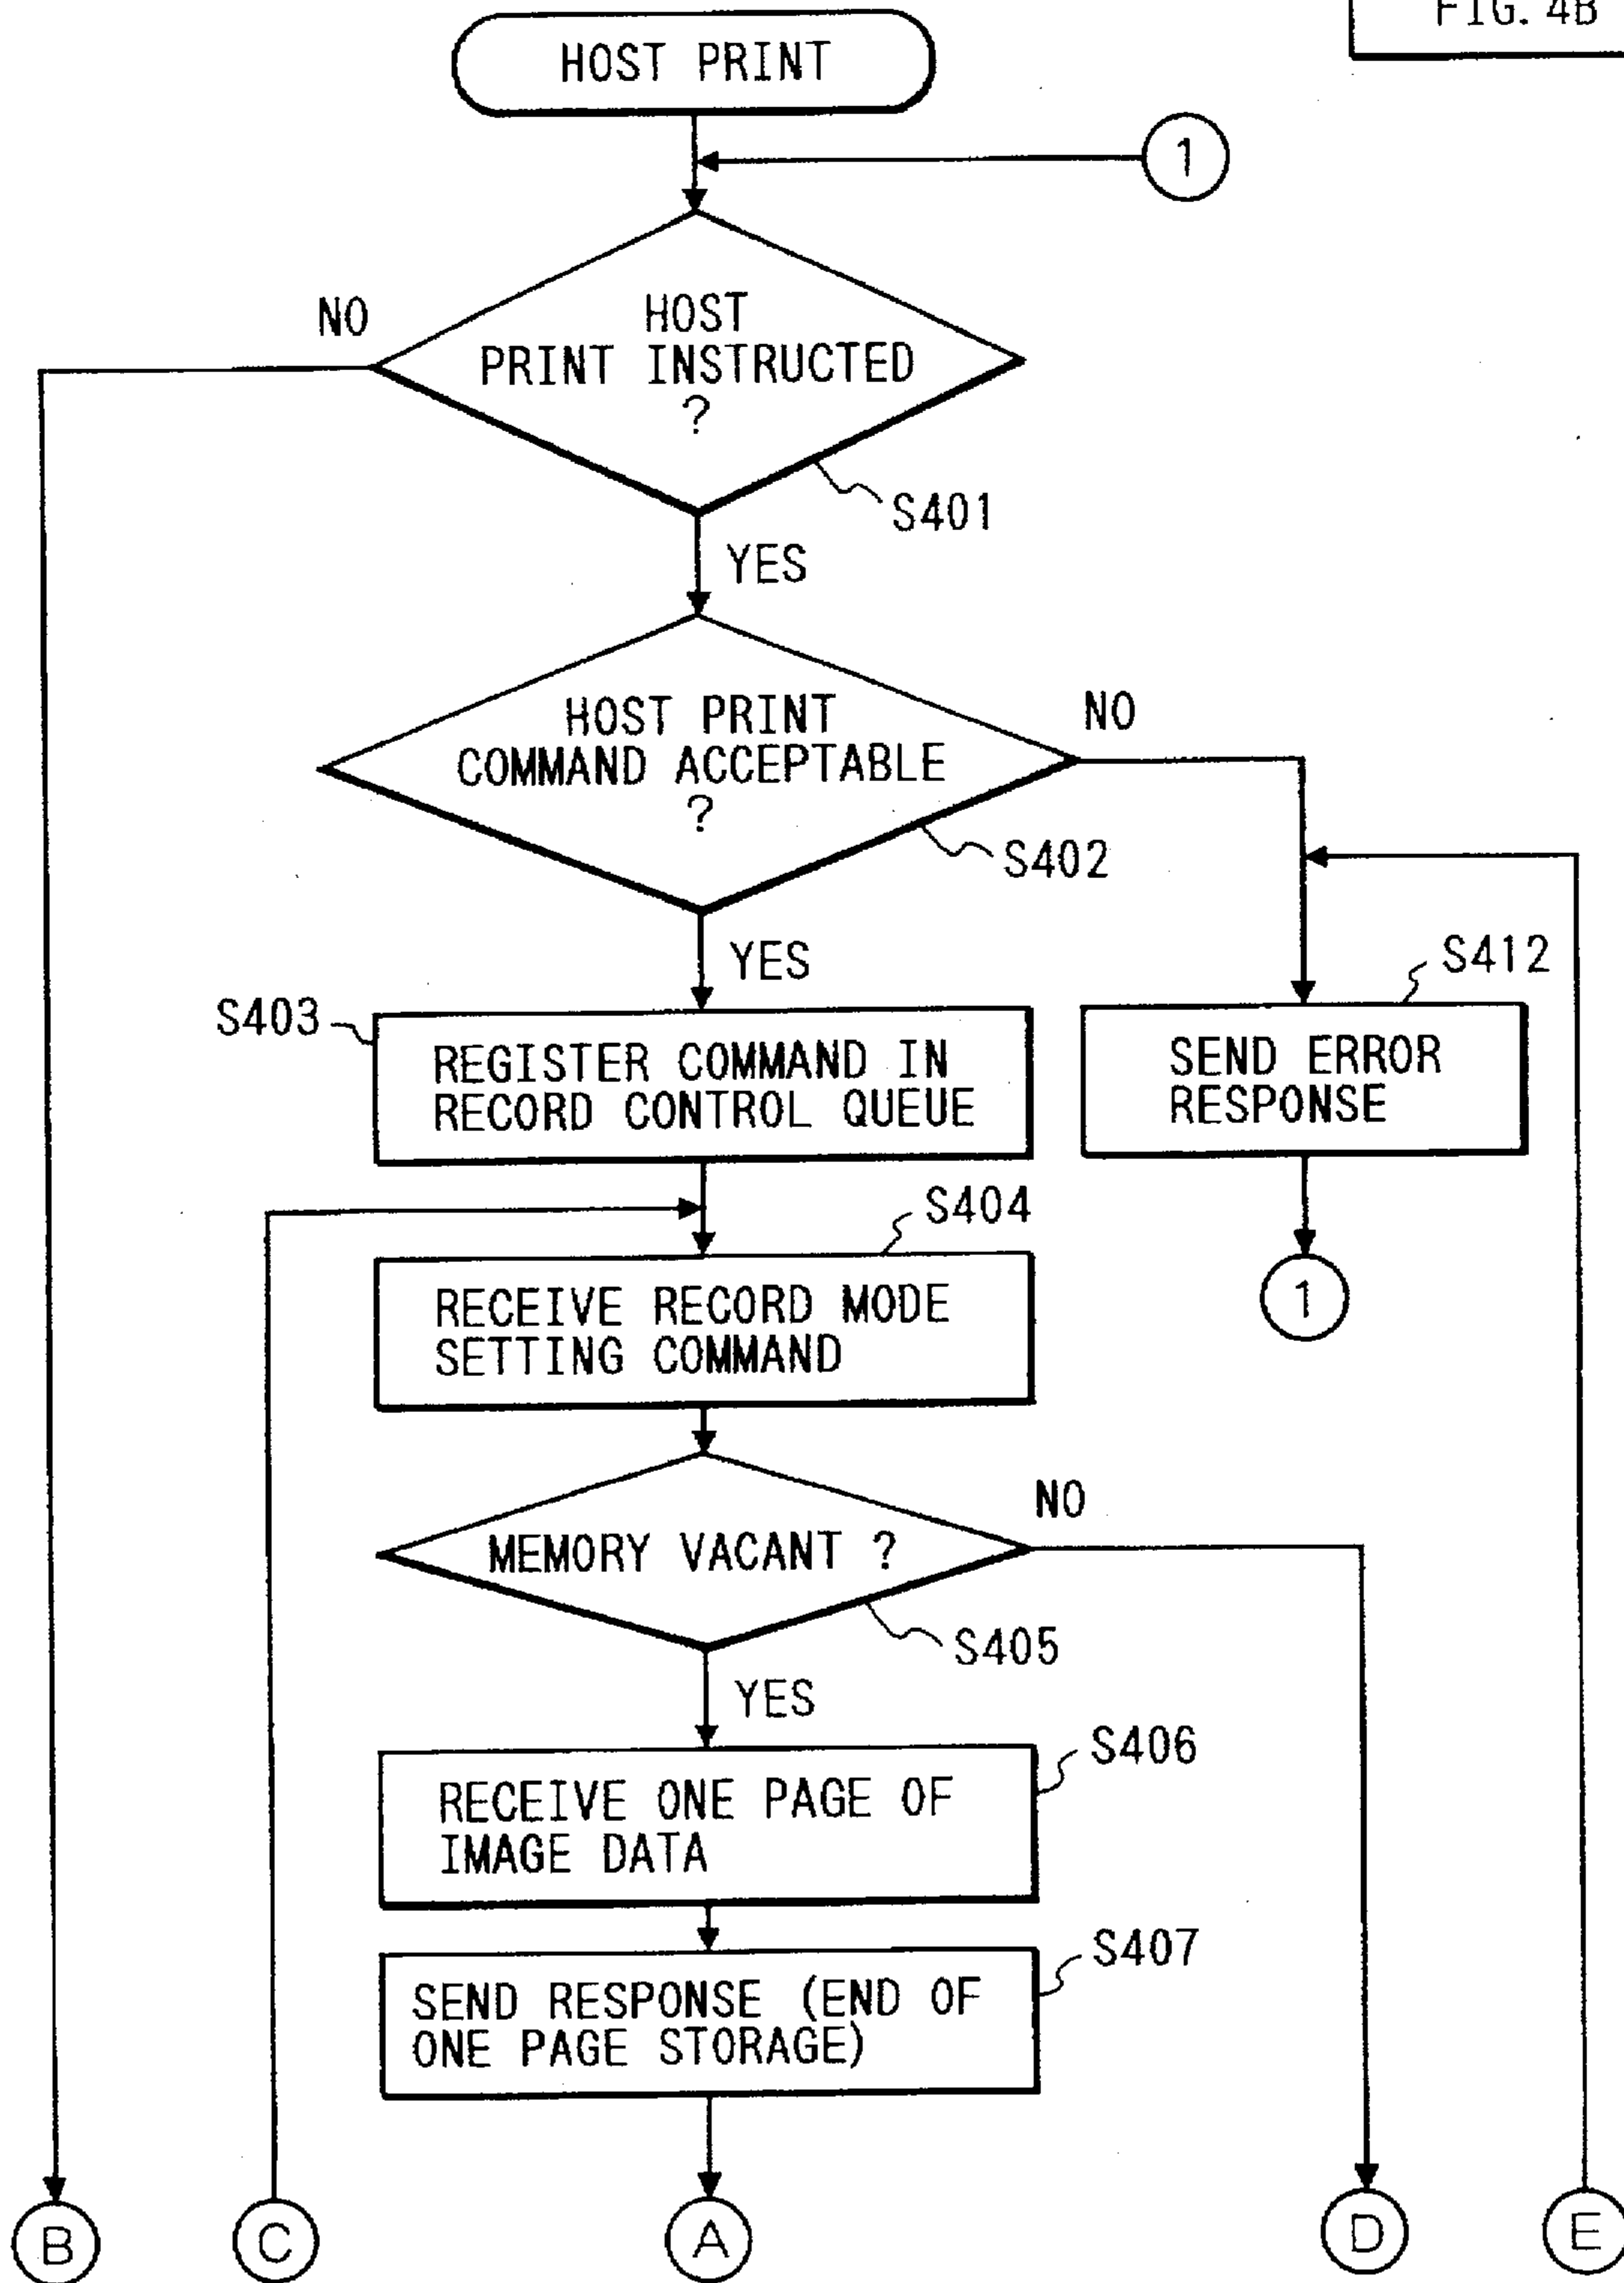 FIG. 4B
HOST PRINT
1
HOST
PRINT INSTRUCTED
?
NO
S401
YES
HOST PRINT
COMMAND ACCEPTABLE
?
NO
S402
YES
S412
S403
REGISTER COMMAND IN
RECORD CONTROL QUEUE
SEND ERROR
RESPONSE
S404
1
RECEIVE RECORD MODE
SETTING COMMAND
NO
MEMORY VACANT ?
S405
YES
S406
RECEIVE ONE PAGE OF
IMAGE DATA
S407
SEND RESPONSE (END OF
ONE PAGE STORAGE)
B
C
A
D
E